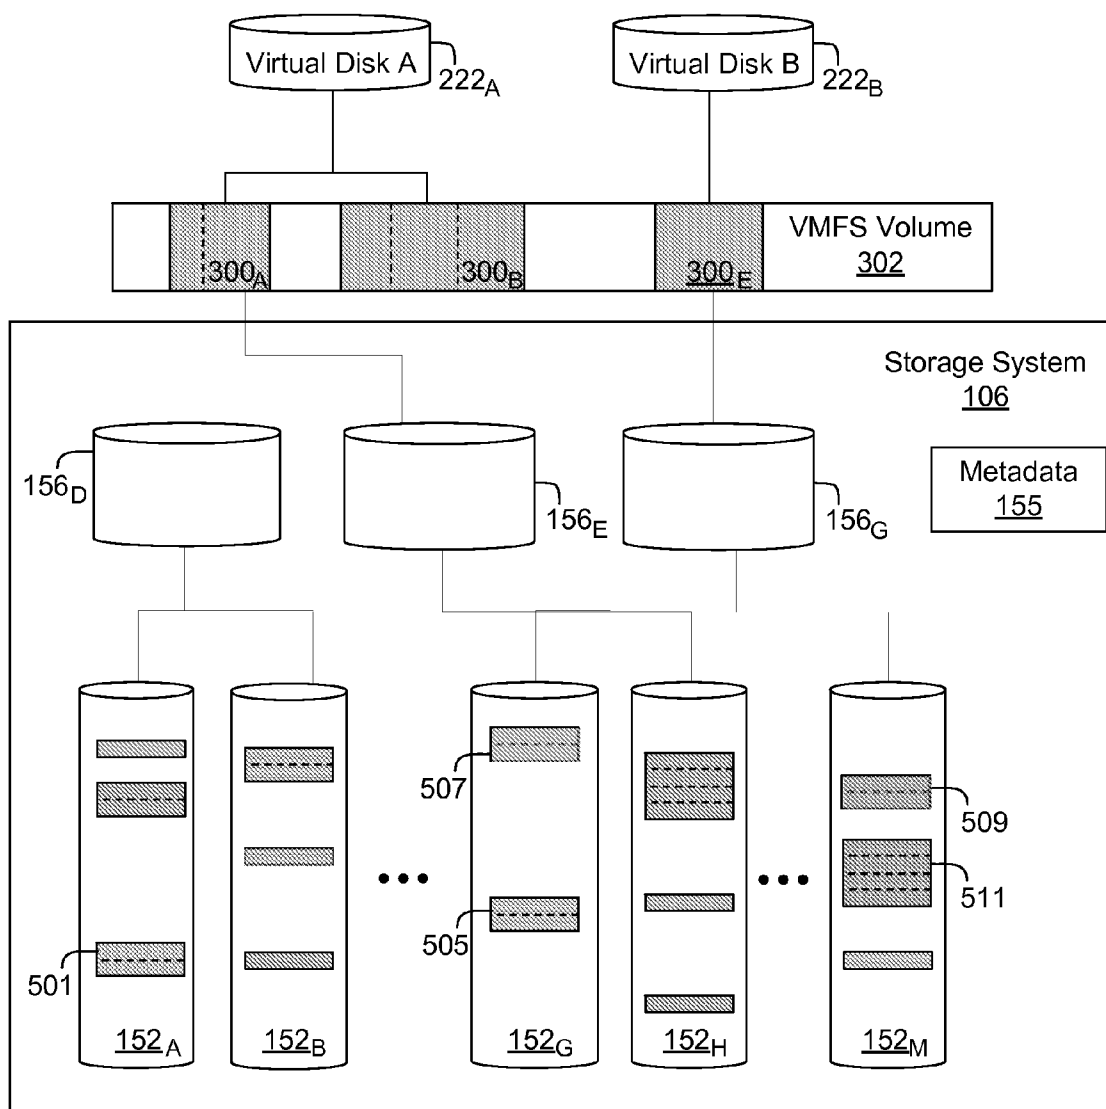 Virtual Disk A
222A
Virtual Disk B
222B
VMFS Volume
302
300A
300B
300E
Storage System
106
Metadata
155
156D
156E
156G
507
509
511
505
501
152A
152B
152G
152H
152M